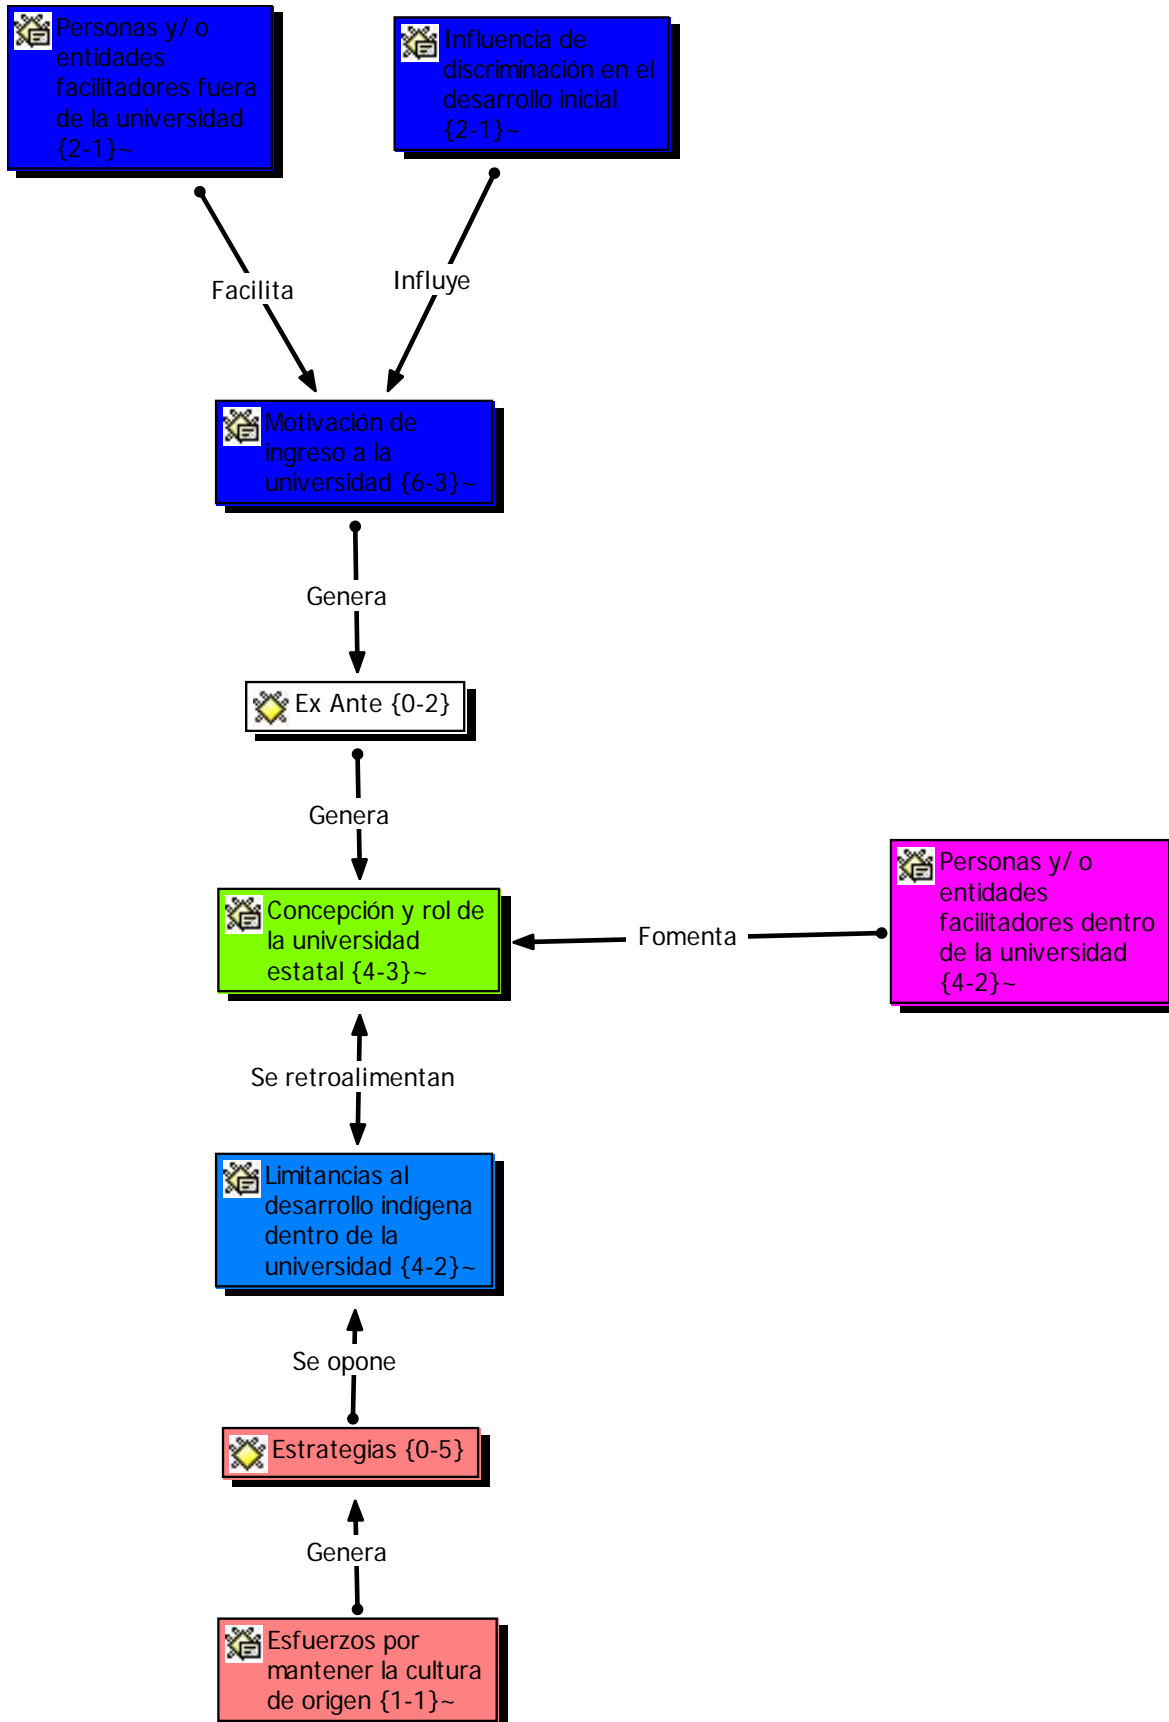 Personas y/ o
entidades
facilitadores fuera
de la universidad
{2-1}~
Influencia de
discriminación en el
desarrollo inicial
{2-1}~
Facilita
Influye
Motivación de
ingreso a la
universidad {6-3}~
Genera
Ex Ante {0-2}
Genera
Concepción y rol de
la universidad
estatal {4-3}~
Fomenta
Personas y/ o
entidades
facilitadores dentro
de la universidad
{4-2}~
Se retroalimentan
Limitancias al
desarrollo indígena
dentro de la
universidad {4-2}~
Se opone
Estrategias {0-5}
Genera
Esfuerzos por
mantener la cultura
de origen {1-1}~